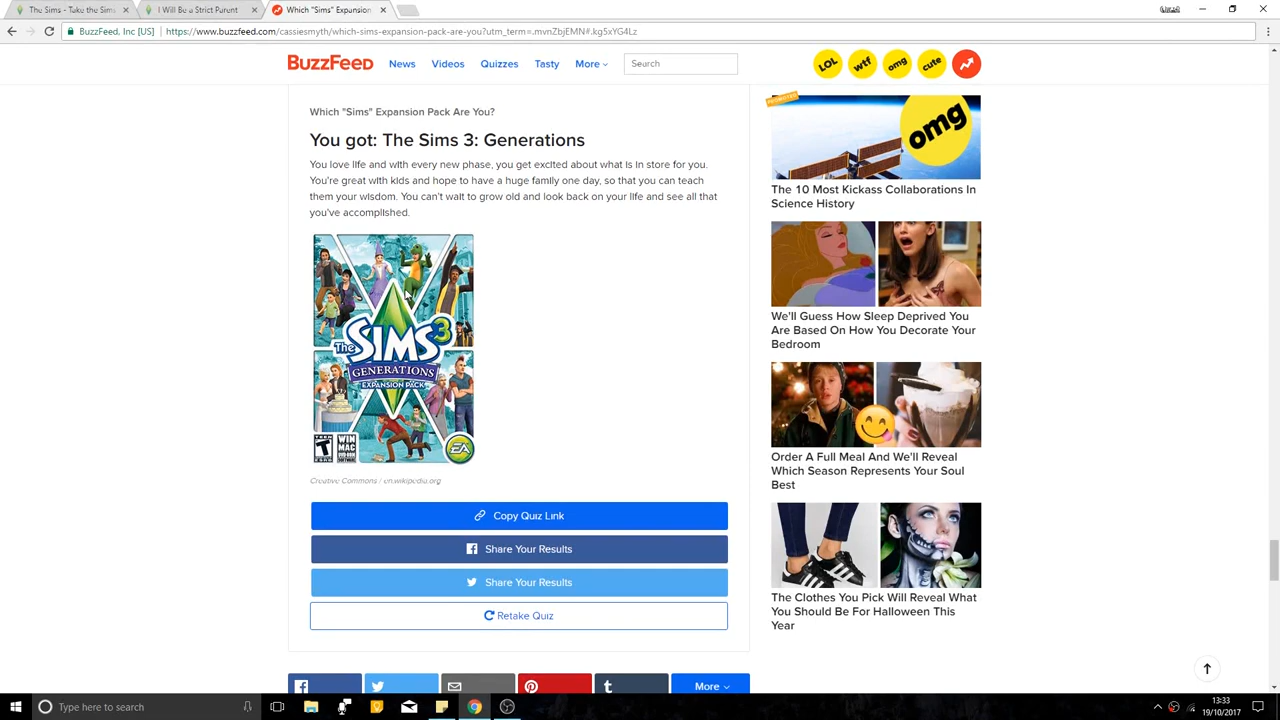 The Sims - Take the Sums
I Will Be a Strict Parent
Which "Sims" Expansion
BuzzFeed, Inc [US]
https://www.buzzfeed.com/cassiesmyth/which-sims-expansion-pack-are-you?utm_term=.mvnZbjEMN#.kg5xYG4Lz
BuzzFeed
News
Videos
Quizzes
Tasty
More
Search
LOL
wtf
omg
cute
Which "Sims" Expansion Pack Are You?
You got: The Sims 3: Generations
You love life and with every new phase, you get excited about what is in store for you.
You're great with kids and hope to have a huge family one day, so that you can teach
them your wisdom. You can't wait to grow old and look back on your life and see all that
you've accomplished.
The
SIMS
3
GENERATIONS
EXPANSION PACK
TEEN
T
WIN
MAC
EA
Creative Commons / en.wikipedia.org
Copy Quiz Link
Share Your Results
Share Your Results
Retake Quiz
More
omg
The 10 Most Kickass Collaborations In
Science History
We'll Guess How Sleep Deprived You
Are Based On How You Decorate Your
Bedroom
Order A Full Meal And We'll Reveal
Which Season Represents Your Soul
Best
The Clothes You Pick Will Reveal What
You Should Be For Halloween This
Year
Type here to search
13:33
19/10/2017